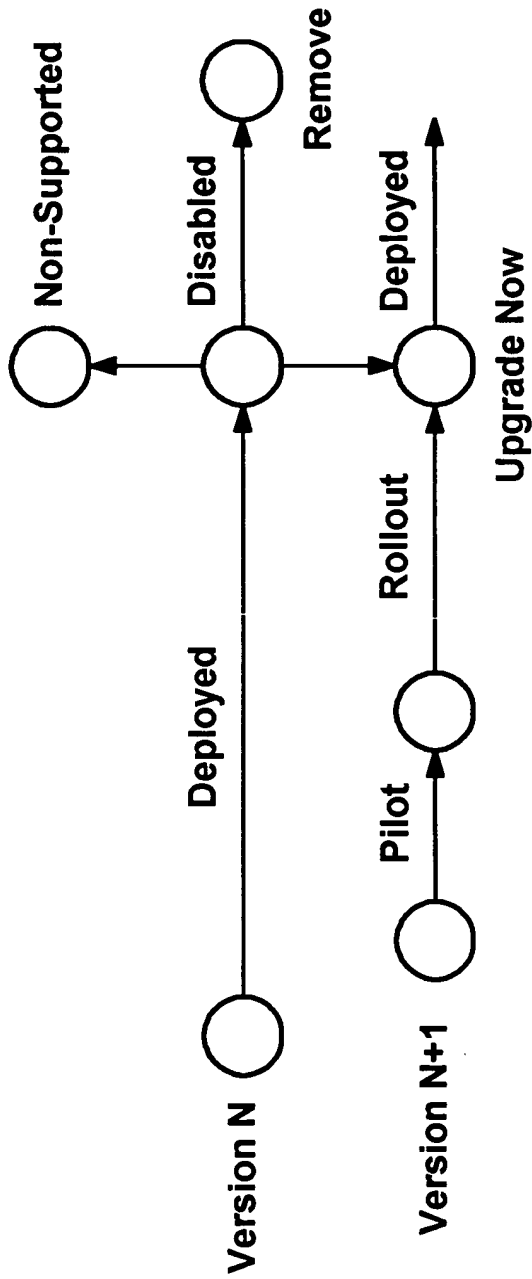 Non-Supported
Version N
Deployed
Disabled
Remove
Version N+1
Pilot
Rollout
Deployed
Upgrade Now